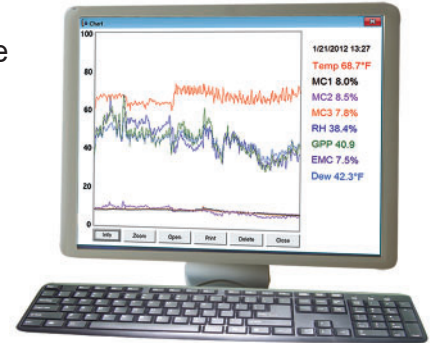 e
Chart
100
80
60
40
20
0
1/21/2012 13:27
Temp 68.7°F
MC1 8.0%
MC2 8.5%
MC3 7.8%
RH 38.4%
GPP 40.9
EMC 7.5%
Dew 42.3°F
Info Zoom Open Print Delete Close